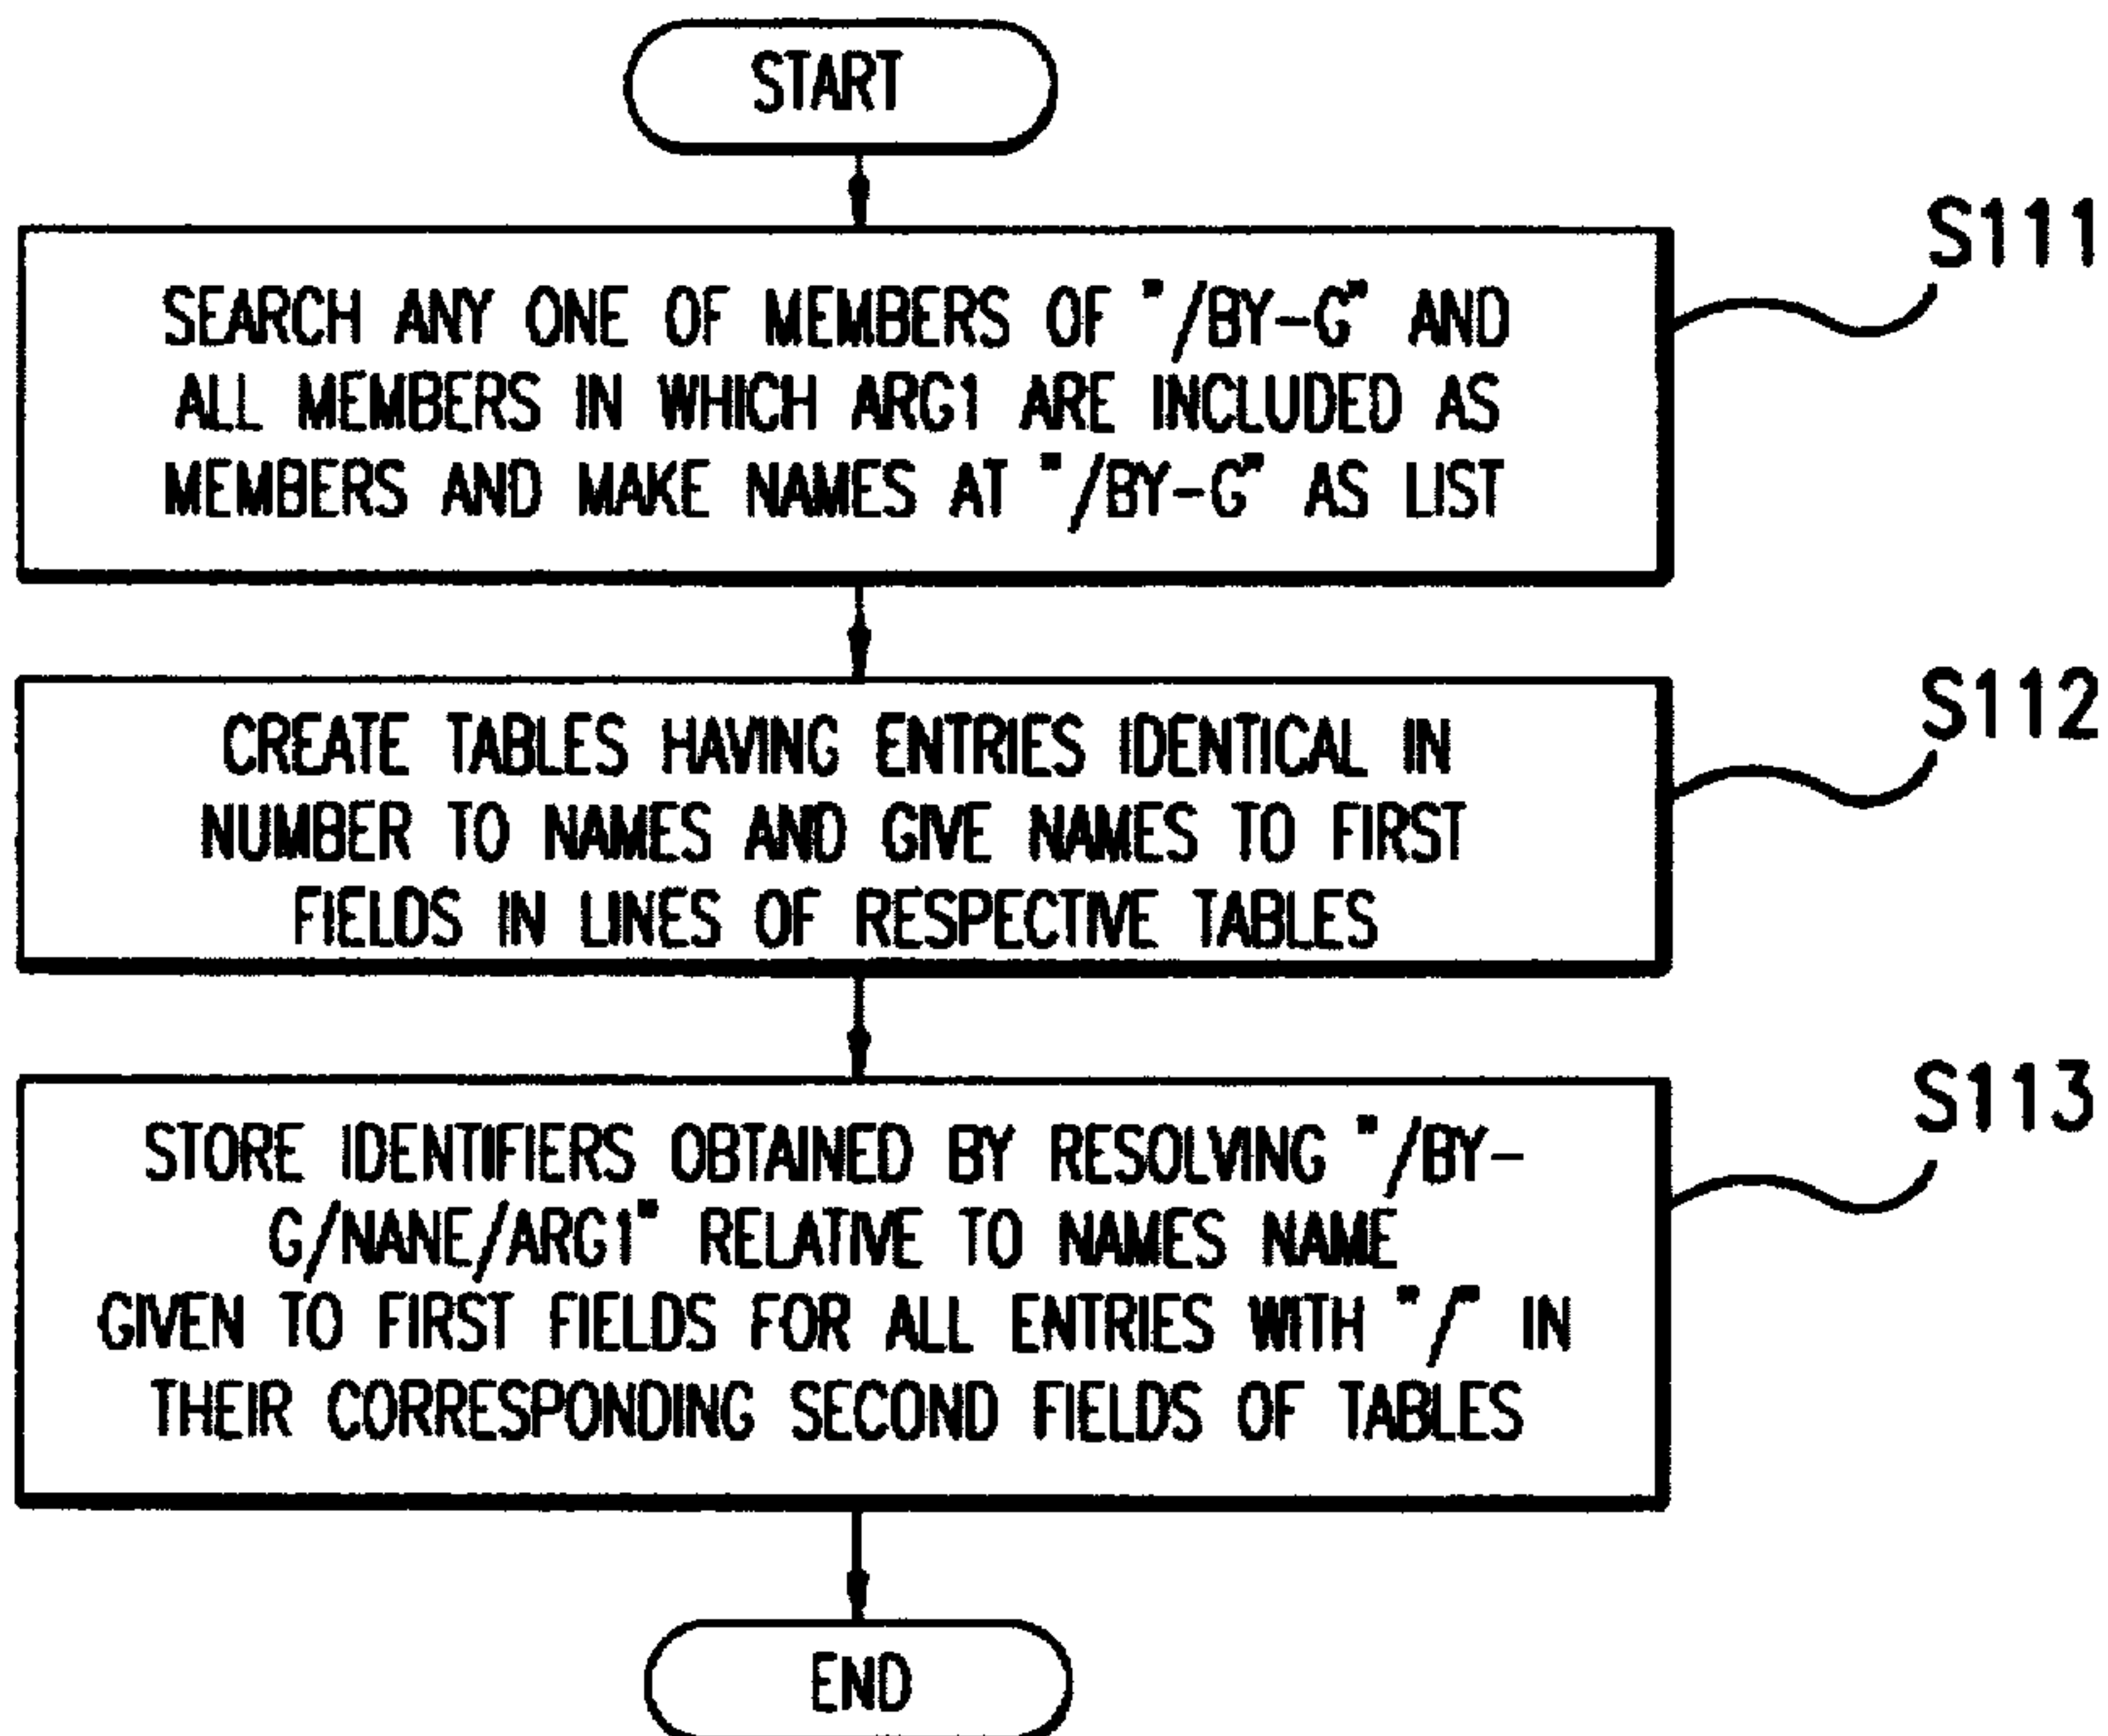 START
S111
SEARCH ANY ONE OF MEMBERS OF "/BY-G" AND
ALL MEMBERS IN WHICH ARG1 ARE INCLUDED AS
MEMBERS AND MAKE NAMES AT "/BY-G" AS LIST
S112
CREATE TABLES HAVING ENTRIES IDENTICAL IN
NUMBER TO NAMES AND GIVE NAMES TO FIRST
FIELDS IN LINES OF RESPECTIVE TABLES
S113
STORE IDENTIFIERS OBTAINED BY RESOLVING "/BY-
G/NANE/ARG1" RELATIVE TO NAMES NAME
GIVEN TO FIRST FIELDS FOR ALL ENTRIES WITH "/" IN
THEIR CORRESPONDING SECOND FIELDS OF TABLES
END